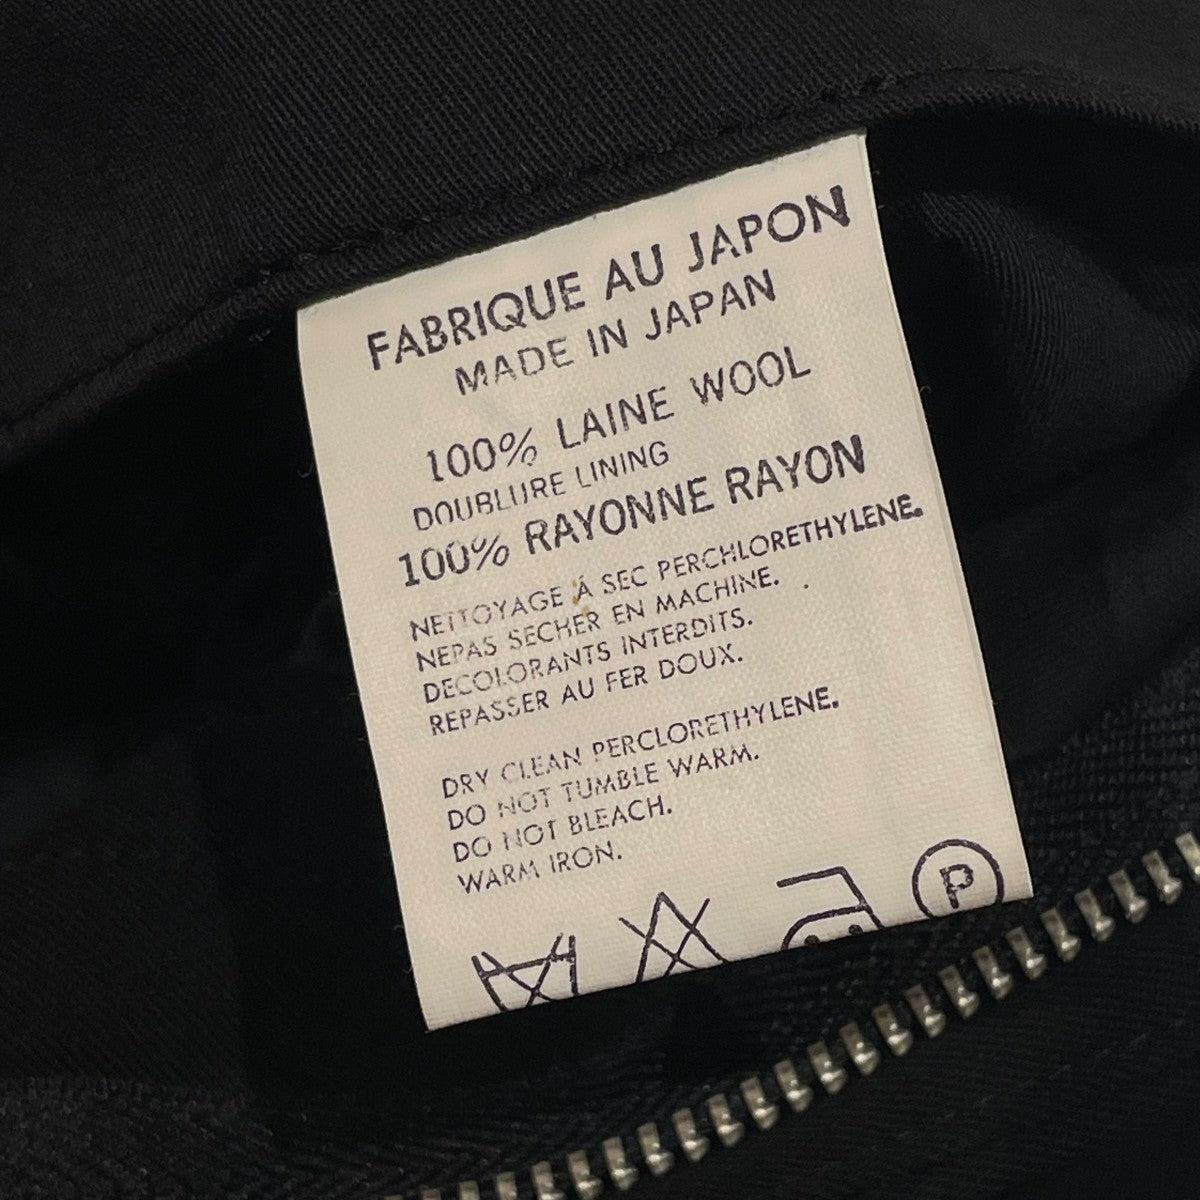 FABRIQUE AU JAPON
MADE IN JAPAN
100% LAINE WOOL
DOUBLURE LINING
100% RAYONNE RAYON
NETTOYAGE Á SEC PERCHLORETHYLENE.
NEPAS SECHER EN MACHINE.
DECOLORANTS INTERDITS.
REPASSER AU FER DOUX.
DRY CLEAN PERCLORETHYLENE.
DO NOT TUMBLE WARM.
DO NOT BLEACH.
WARM IRON.
P